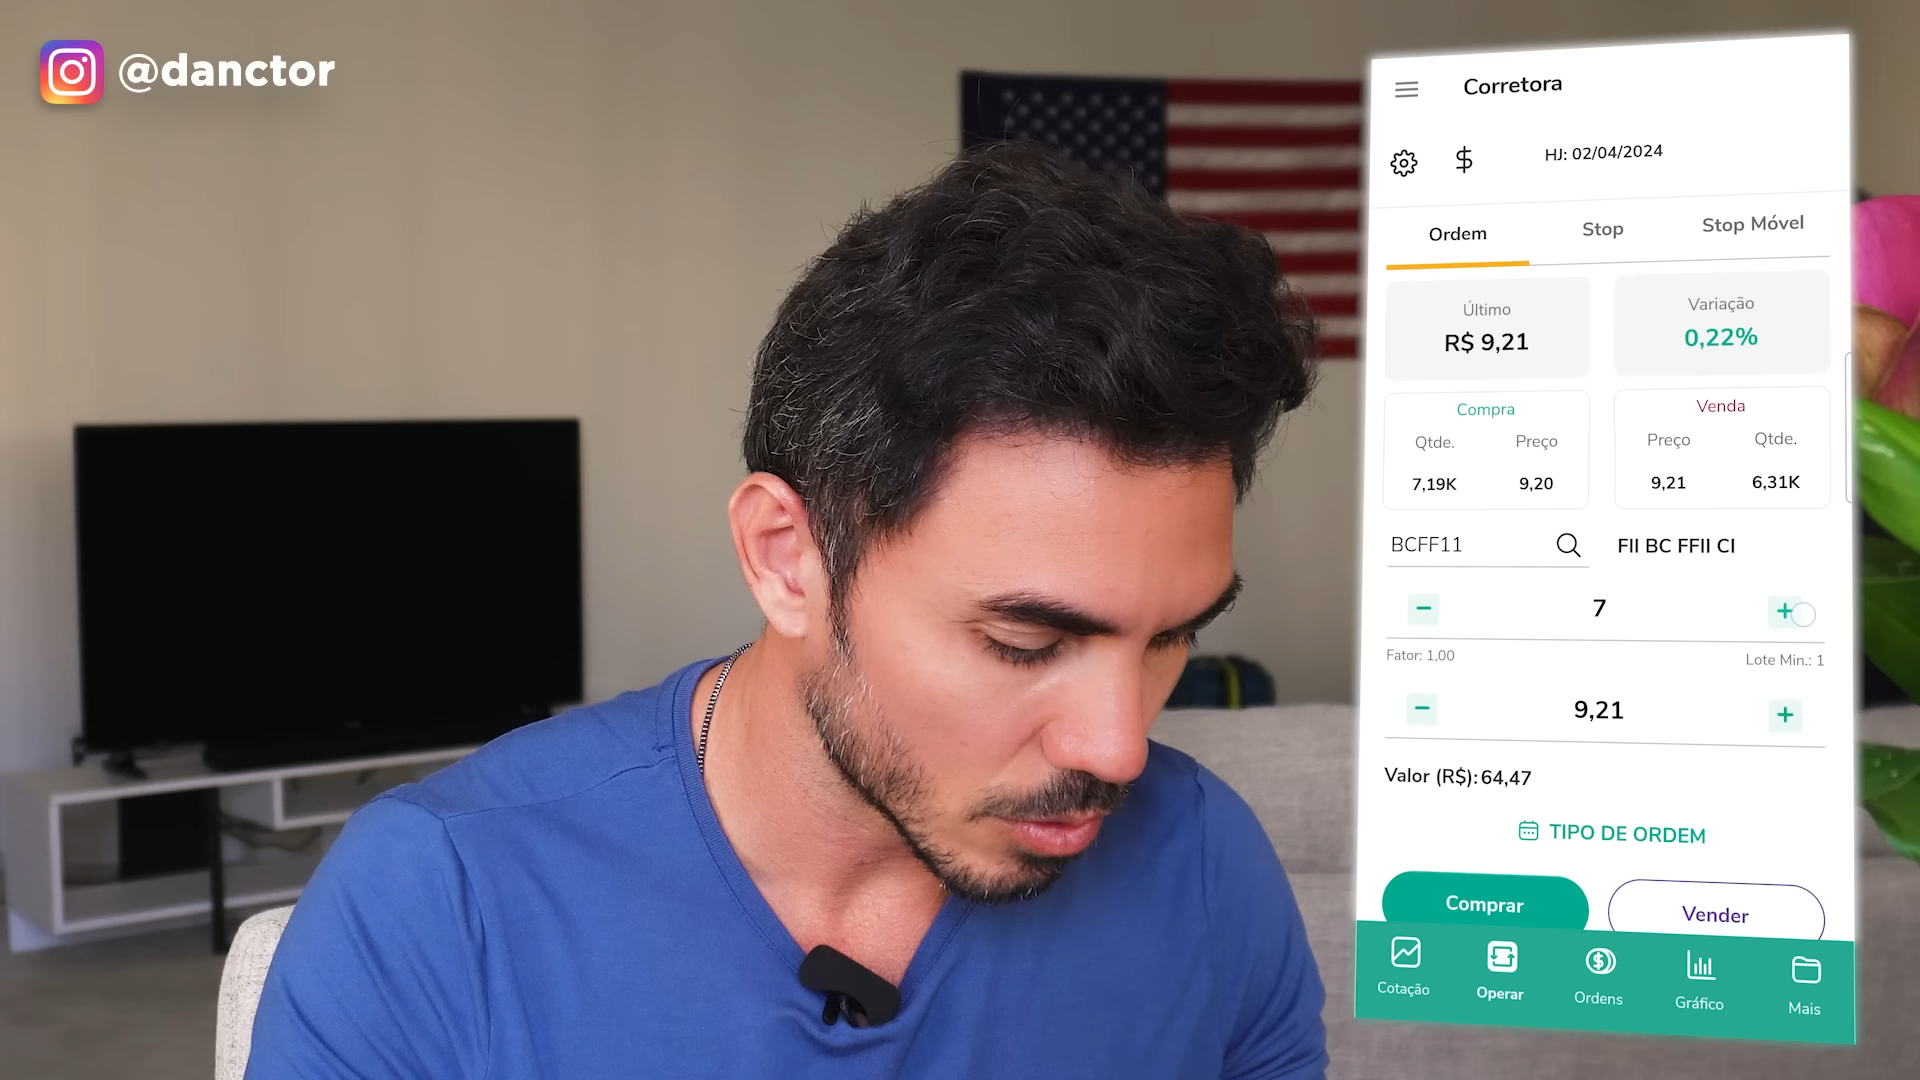 @danctor
Corretora
HJ: 02/04/2024
Ordem Stop Stop Móvel
Último Variação
R$ 9,21 0,22%
Compra Venda
Qtde. Preço Preço Qtde.
7,19K 9,20 9,21 6,31K
BCFF11 FII BC FFII CI
− 7 +
Fator: 1,00 Lote Min.: 1
− 9,21 +
Valor (R$): 64,47
TIPO DE ORDEM
Comprar Vender
Cotação Operar Ordens Gráfico Mais